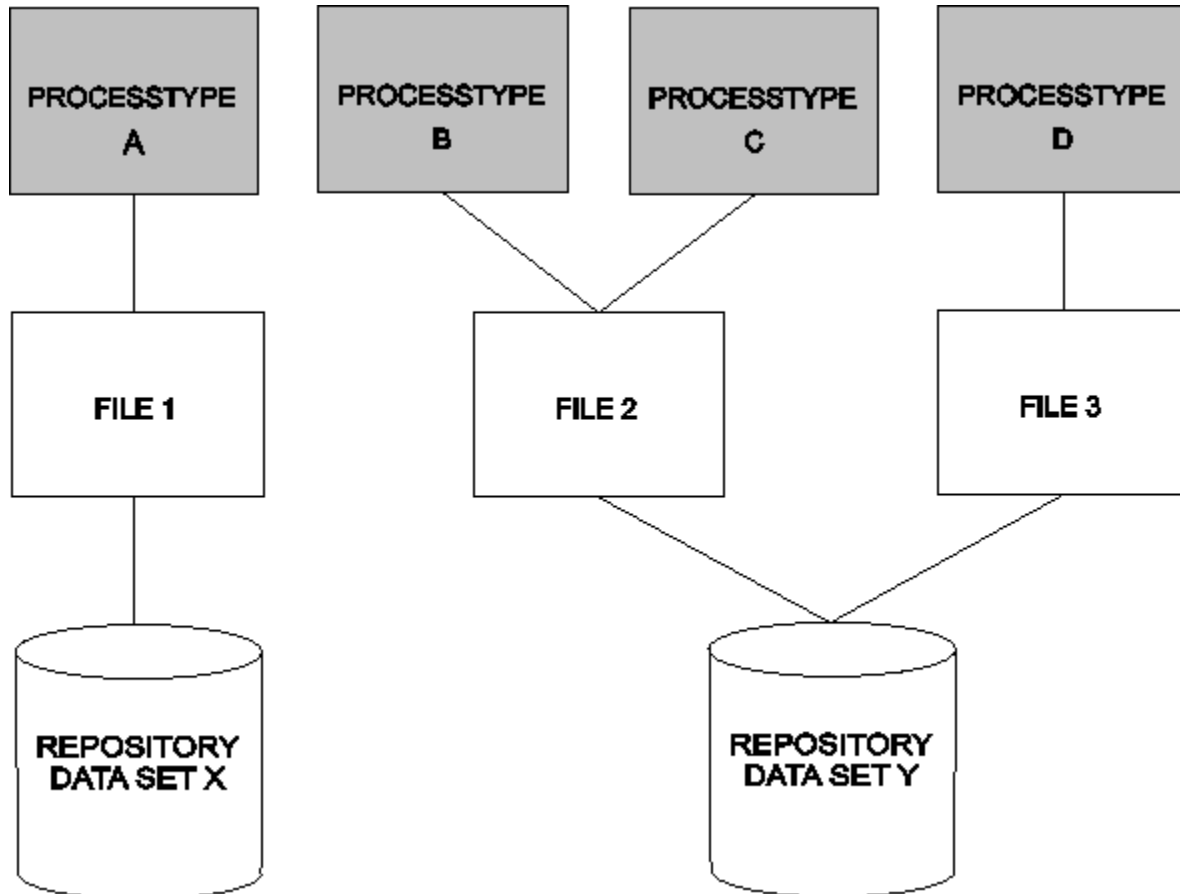 PROCESSTYPE
A
PROCESSTYPE
B
PROCESSTYPE
C
PROCESSTYPE
D
FILE 1
FILE 2
FILE 3
REPOSITORY
DATA SET X
REPOSITORY
DATA SET Y